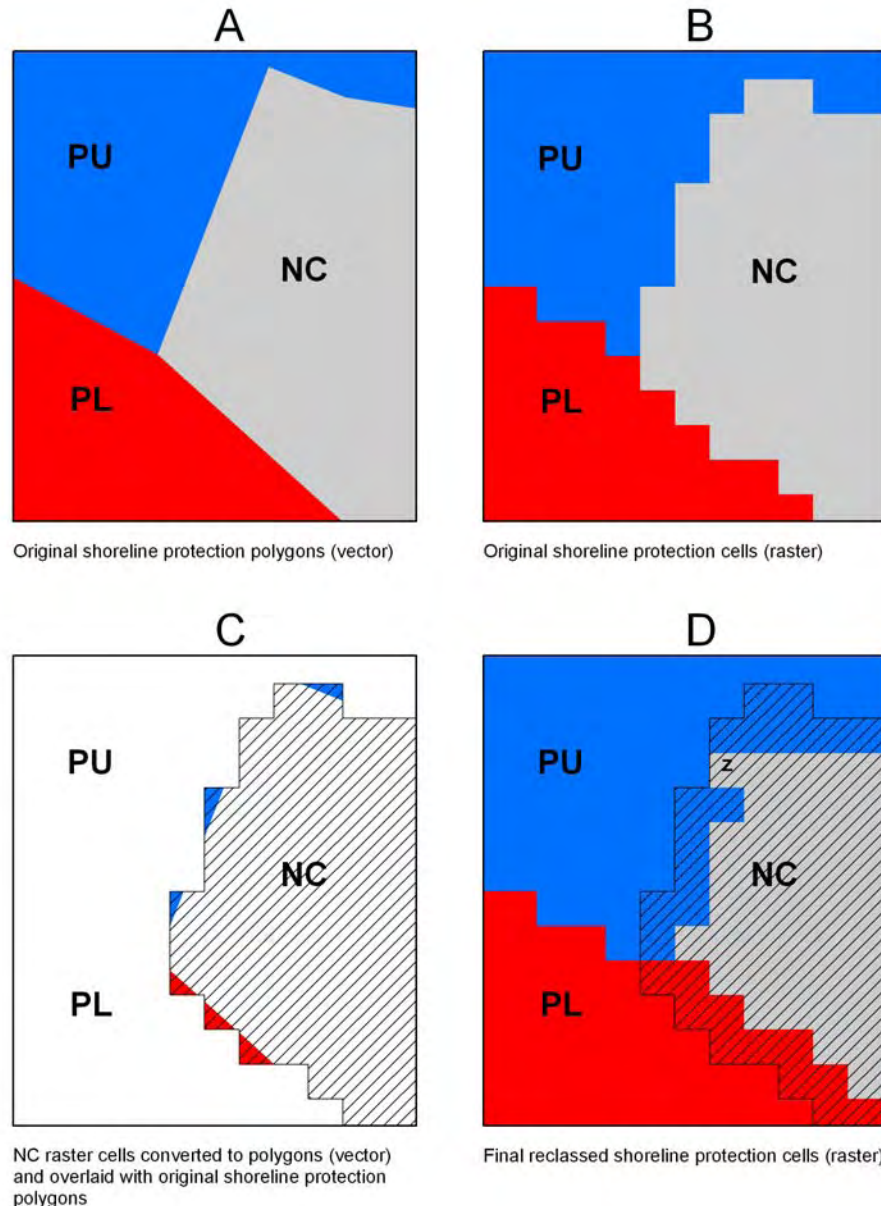 A
B
PU
NC
PL
PU
NC
PL
Original shoreline protection polygons (vector)
Original shoreline protection cells (raster)
C
D
PU
NC
PL
PU
z
NC
PL
NC raster cells converted to polygons (vector)
and overlaid with original shoreline protection
polygons
Final reclassed shoreline protection cells (raster)